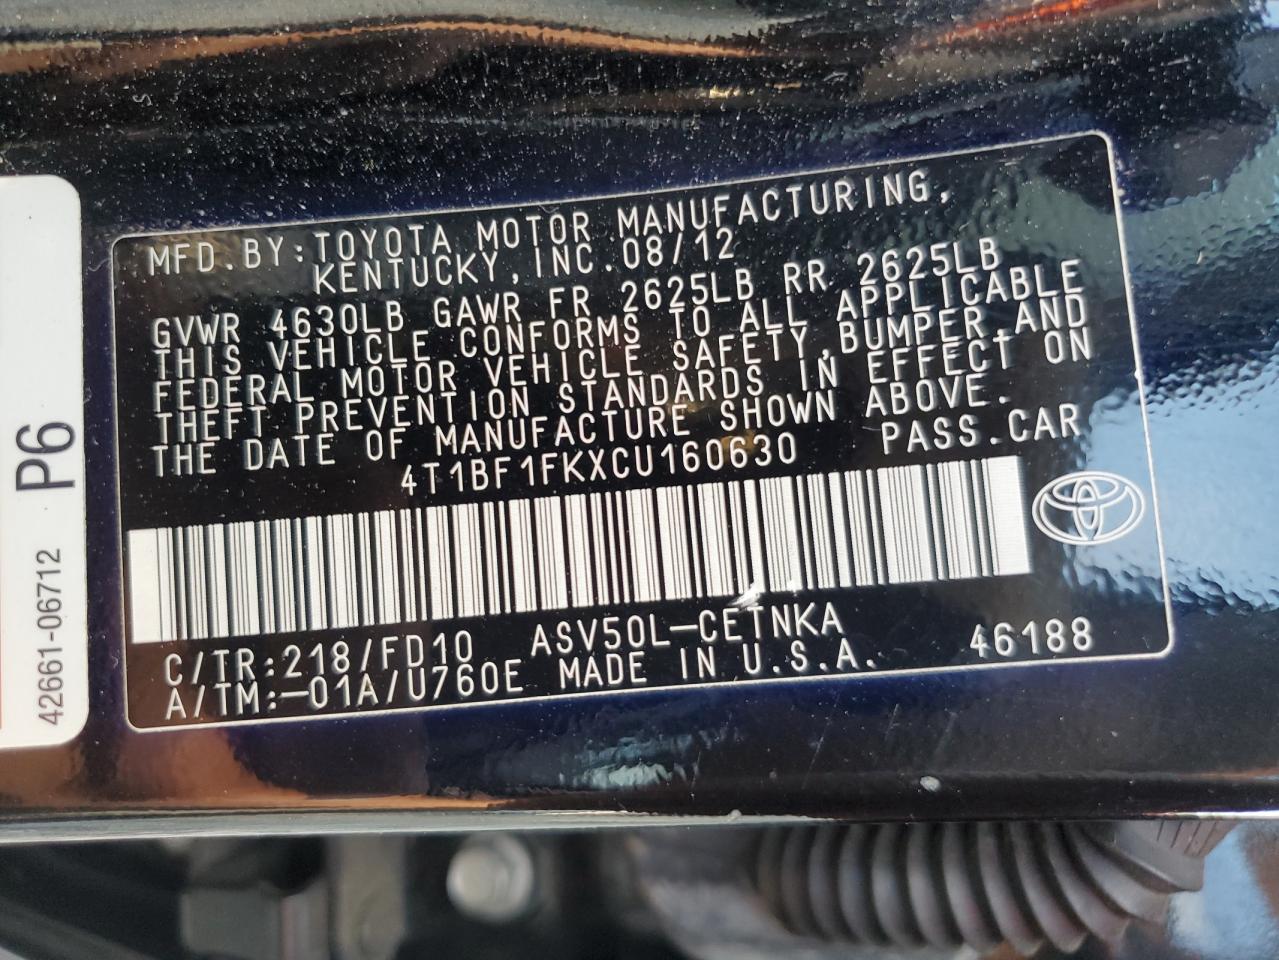 MFD.BY:TOYOTA MOTOR MANUFACTURING,
KENTUCKY,INC.08/12
GVWR 4630LB GAWR FR 2625LB RR 2625LB
THIS VEHICLE CONFORMS TO ALL APPLICABLE
FEDERAL MOTOR VEHICLE SAFETY,BUMPER,AND
THEFT PREVENTION STANDARDS IN EFFECT ON
THE DATE OF MANUFACTURE SHOWN ABOVE.
4T1BF1FKXCU160630 PASS.CAR
C/TR:218/FD10 ASV50L-CETNKA
A/TM:-01A/U760E MADE IN U.S.A. 46188
P6
42661-06712